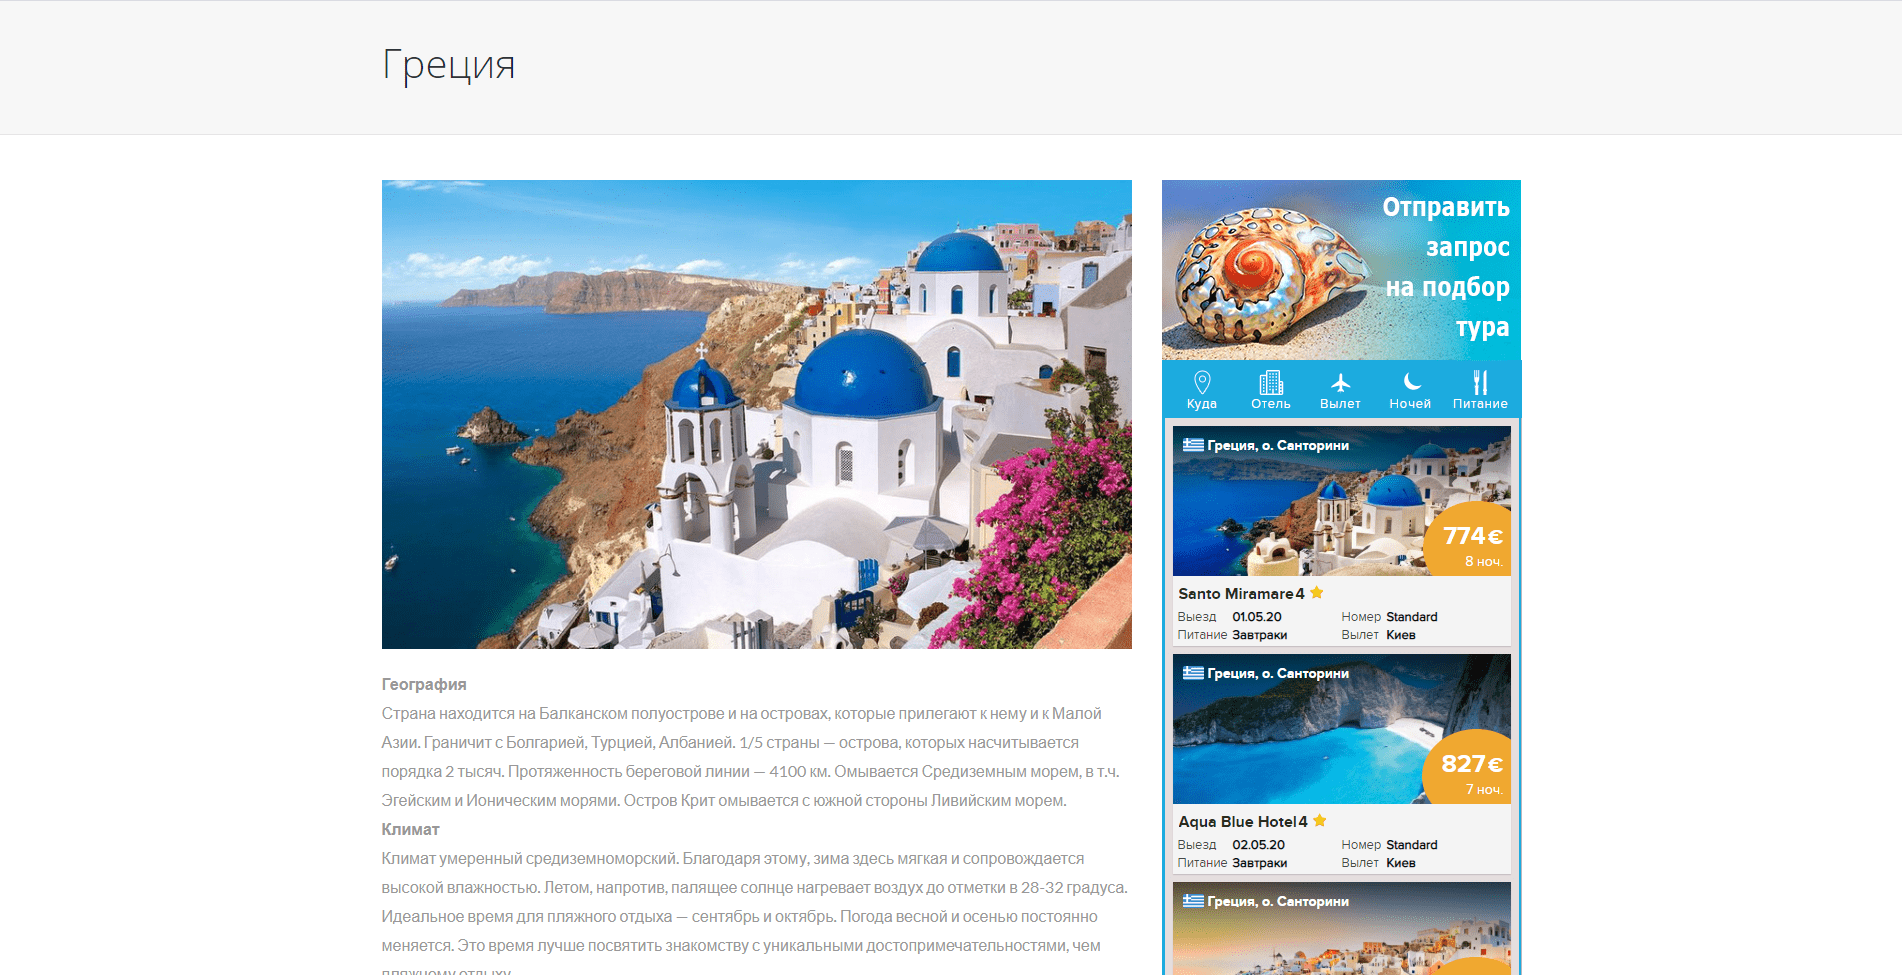 Греция
География
Страна находится на Балканском полуострове и на островах, которые прилегают к нему и к Малой
Азии. Граничит с Болгарией, Турцией, Албанией. 1/5 страны — острова, которых насчитывается
порядка 2 тысяч. Протяженность береговой линии — 4100 км. Омывается Средиземным морем, в т.ч.
Эгейским и Ионическим морями. Остров Крит омывается с южной стороны Ливийским морем.
Климат
Климат умеренный средиземноморский. Благодаря этому, зима здесь мягкая и сопровождается
высокой влажностью. Летом, напротив, палящее солнце нагревает воздух до отметки в 28-32 градуса.
Идеальное время для пляжного отдыха — сентябрь и октябрь. Погода весной и осенью постоянно
меняется. Это время лучше посвятить знакомству с уникальными достопримечательностями, чем
пляжному отдыху.
Отправить
запрос
на подбор
тура
Куда Отель Вылет Ночей Питание
Греция, о. Санторини
774€
8 ноч.
Santo Miramare 4
Выезд 01.05.20 Номер Standard
Питание Завтраки Вылет Киев
Греция, о. Санторини
827€
7 ноч.
Aqua Blue Hotel 4
Выезд 02.05.20 Номер Standard
Питание Завтраки Вылет Киев
Греция, о. Санторини